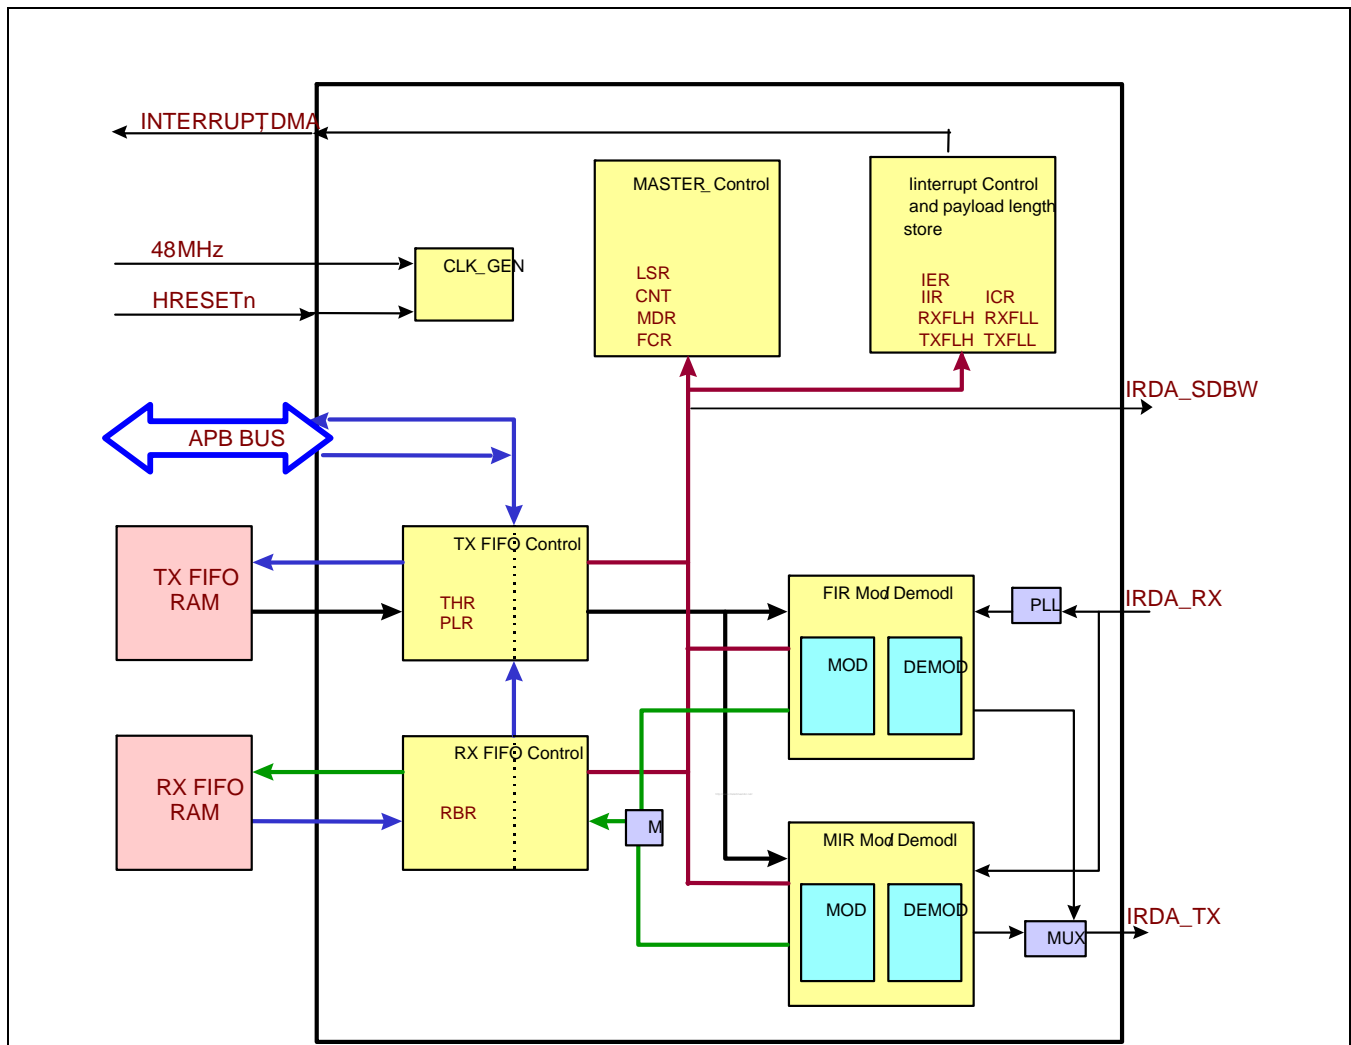 INTERRUPT,DMA
MASTER_Control
Iinterrupt Control
and payload length
store
48MHz
CLK_GEN
LSR
IER
HRESETn
CNT
IIR ICR
MDR
RXFLH RXFLL
FCR
TXFLH TXFLL
IRDA_SDBW
APB BUS
TX FIFO Control
TX FIFO
RAM
THR
PLR
FIR Mod/Demodl
PLL
IRDA_RX
MOD
DEMOD
RX FIFO Control
RX FIFO
RAM
RBR
M
MIR Mod/Demodl
MOD
DEMOD
IRDA_TX
MUX